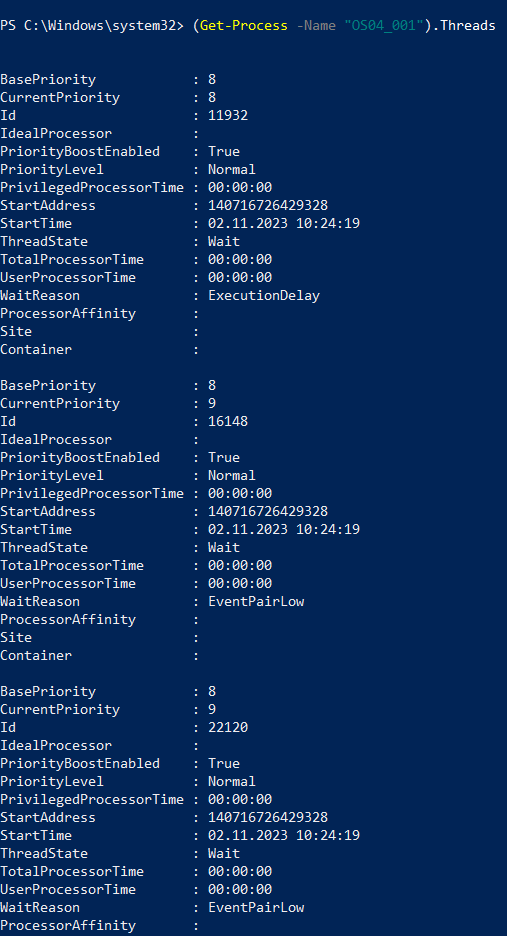 PS C:\Windows\system32> (Get-Process -Name "OS04_001").Threads
BasePriority : 8
CurrentPriority : 8
Id : 11932
IdealProcessor :
PriorityBoostEnabled : True
PriorityLevel : Normal
PrivilegedProcessorTime : 00:00:00
StartAddress : 140716726429328
StartTime : 02.11.2023 10:24:19
ThreadState : Wait
TotalProcessorTime : 00:00:00
UserProcessorTime : 00:00:00
WaitReason : ExecutionDelay
ProcessorAffinity :
Site :
Container :
BasePriority : 8
CurrentPriority : 9
Id : 16148
IdealProcessor :
PriorityBoostEnabled : True
PriorityLevel : Normal
PrivilegedProcessorTime : 00:00:00
StartAddress : 140716726429328
StartTime : 02.11.2023 10:24:19
ThreadState : Wait
TotalProcessorTime : 00:00:00
UserProcessorTime : 00:00:00
WaitReason : EventPairLow
ProcessorAffinity :
Site :
Container :
BasePriority : 8
CurrentPriority : 9
Id : 22120
IdealProcessor :
PriorityBoostEnabled : True
PriorityLevel : Normal
PrivilegedProcessorTime : 00:00:00
StartAddress : 140716726429328
StartTime : 02.11.2023 10:24:19
ThreadState : Wait
TotalProcessorTime : 00:00:00
UserProcessorTime : 00:00:00
WaitReason : EventPairLow
ProcessorAffinity :